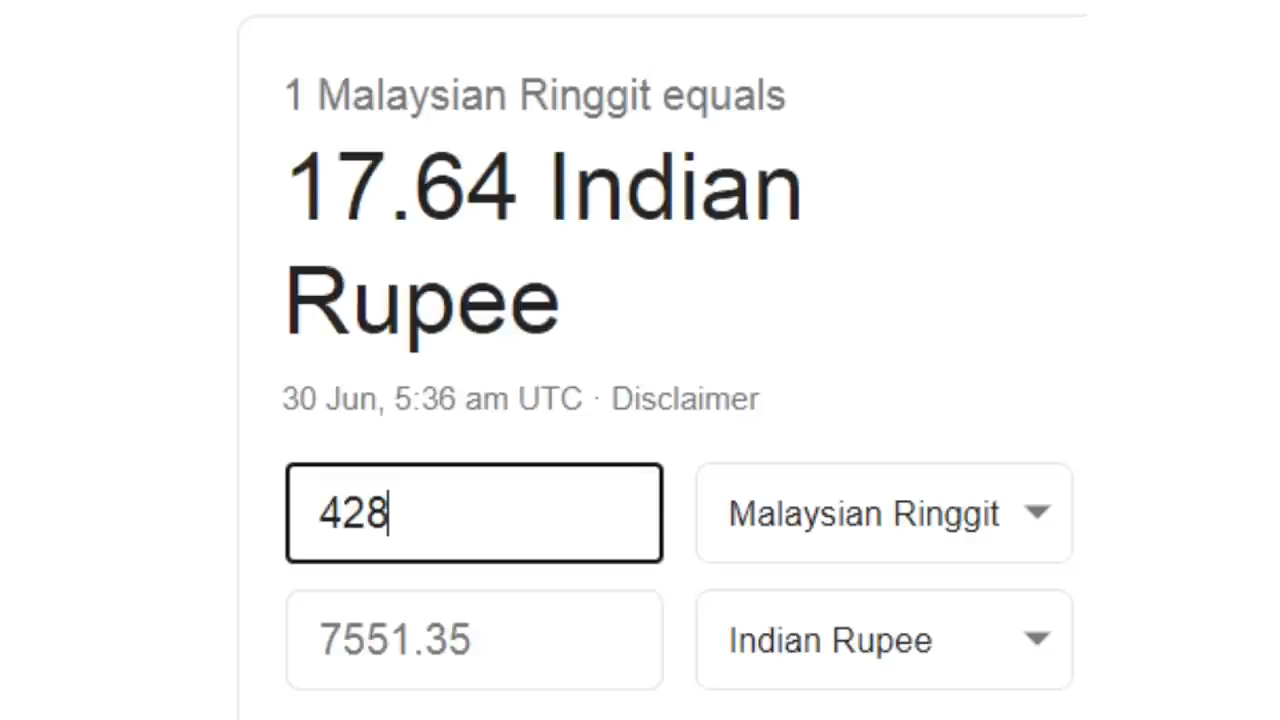 1 Malaysian Ringgit equals
17.64 Indian
Rupee
30 Jun, 5:36 am UTC · Disclaimer
428
Malaysian Ringgit
7551.35
Indian Rupee